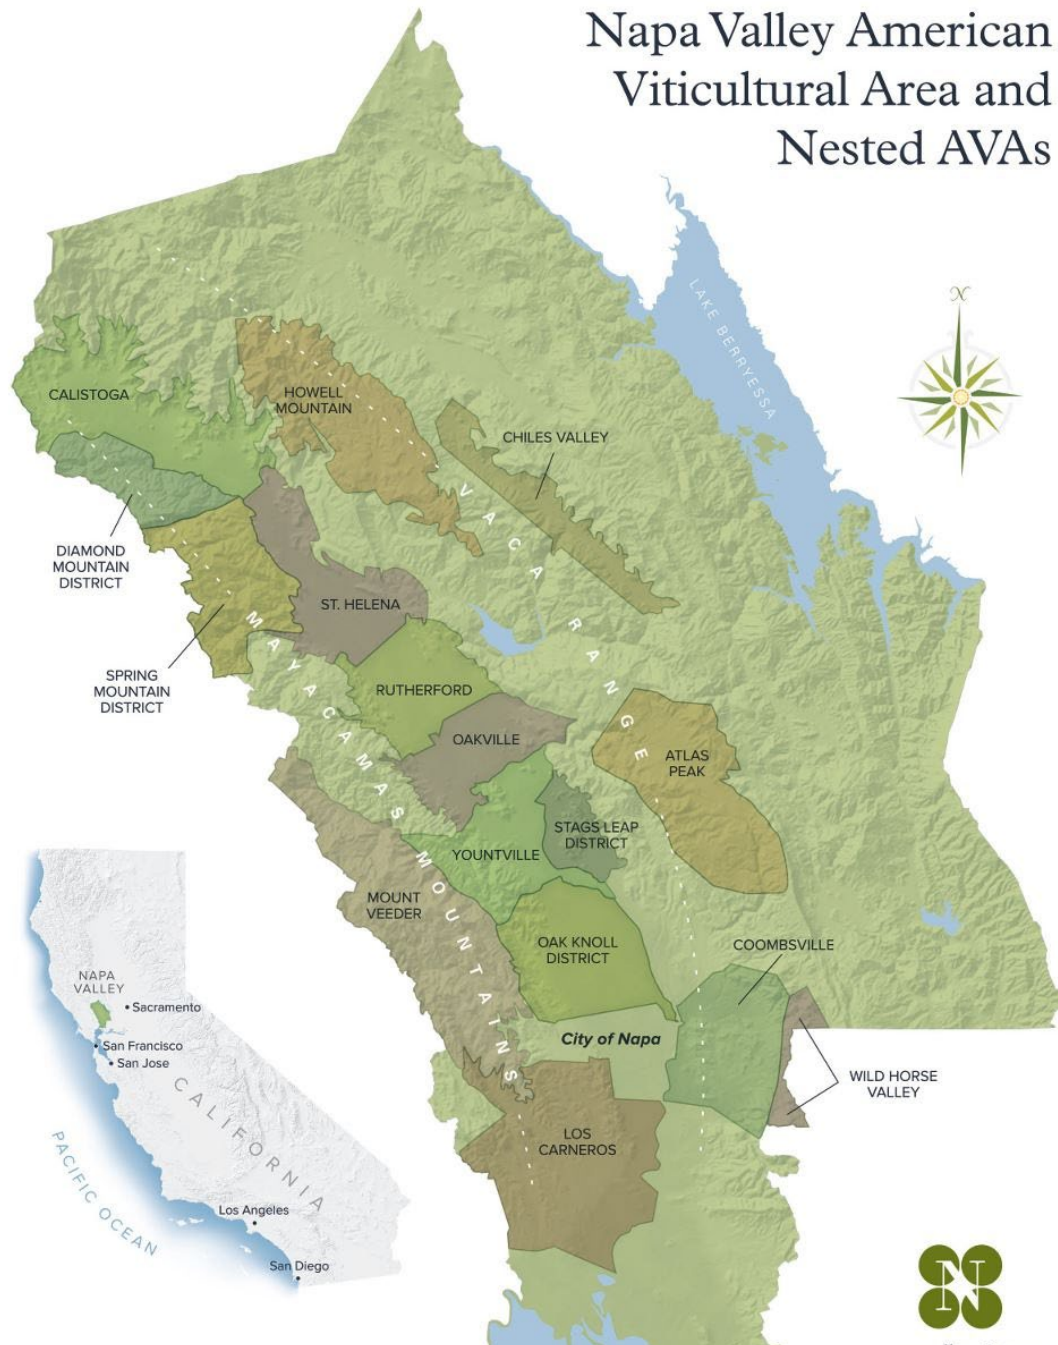 Napa Valley American
Viticultural Area and
Nested AVAs
N
LAKE BERRYESSA
CALISTOGA
HOWELL
MOUNTAIN
CHILES VALLEY
VACA RANGE
DIAMOND
MOUNTAIN
DISTRICT
ST. HELENA
SPRING
MOUNTAIN
DISTRICT
MAYACAMAS MOUNTAINS
RUTHERFORD
OAKVILLE
ATLAS
PEAK
STAGS LEAP
DISTRICT
YOUNTVILLE
MOUNT
VEEDER
OAK KNOLL
DISTRICT
COOMBSVILLE
City of Napa
WILD HORSE
VALLEY
LOS
CARNEROS
NAPA
VALLEY
Sacramento
San Francisco
San Jose
CALIFORNIA
PACIFIC OCEAN
Los Angeles
San Diego
N